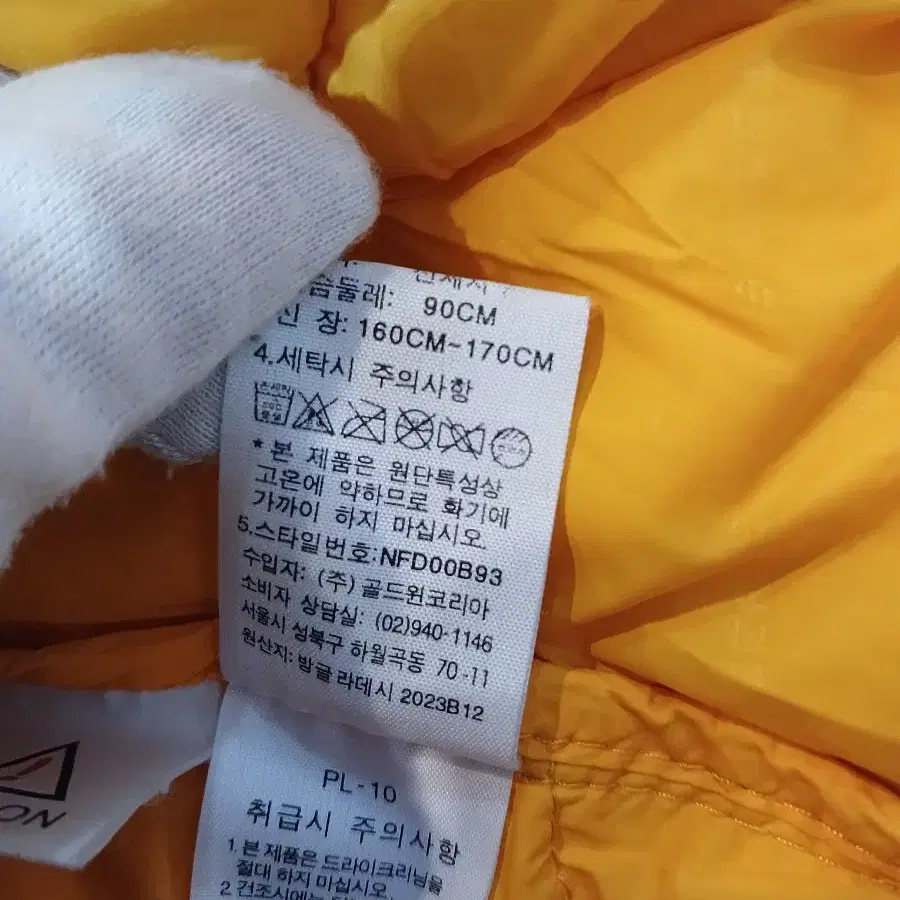 슴둘레: 90CM
신 장: 160CM~170CM
4.세탁시 주의사항
* 본 제품은 원단특성상
고온에 약하므로 화기에
가까이 하지 마십시오.
5.스타일번호:NFD00B93
수입자: (주) 골드윈코리아
소비자 상담실: (02)940-1146
서울시 성북구 하월곡동 70-11
원산지: 방글라데시 2023B12
PL-10
취급시 주의사항
1.본 제품은 드라이크리닝을
절대 하지 마십시오.
2.건조시에는